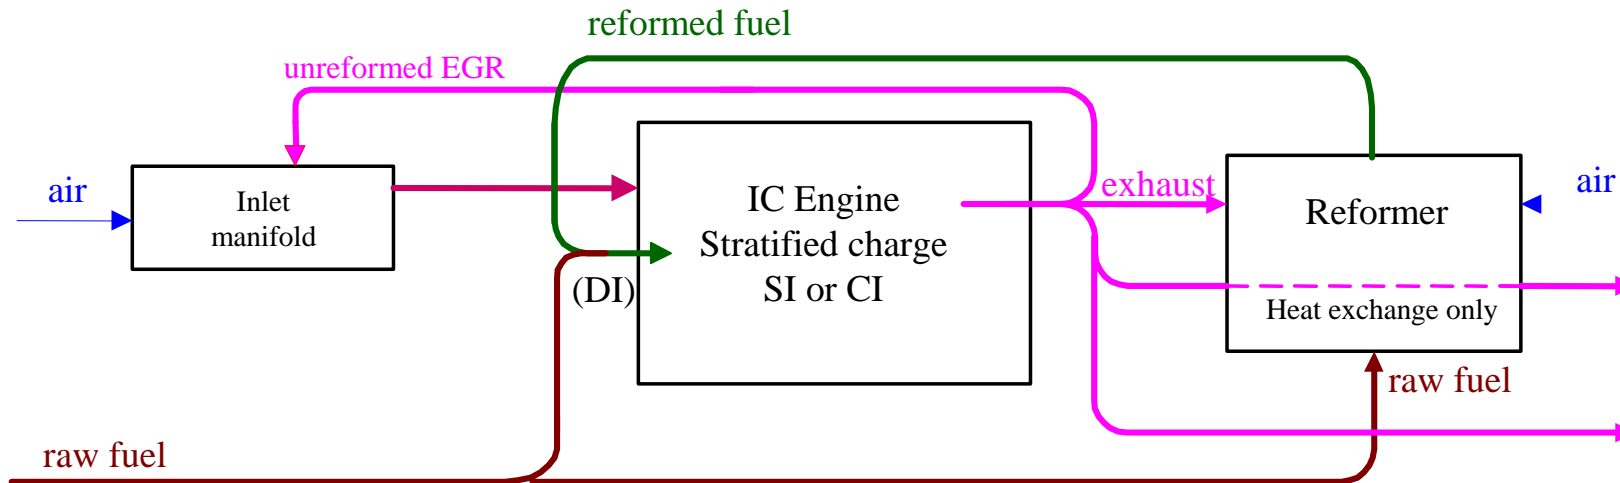 reformed fuel
unreformed EGR
air
Inlet
manifold
IC Engine
Stratified charge
SI or CI
(DI)
exhaust
Reformer
air
Heat exchange only
raw fuel
raw fuel